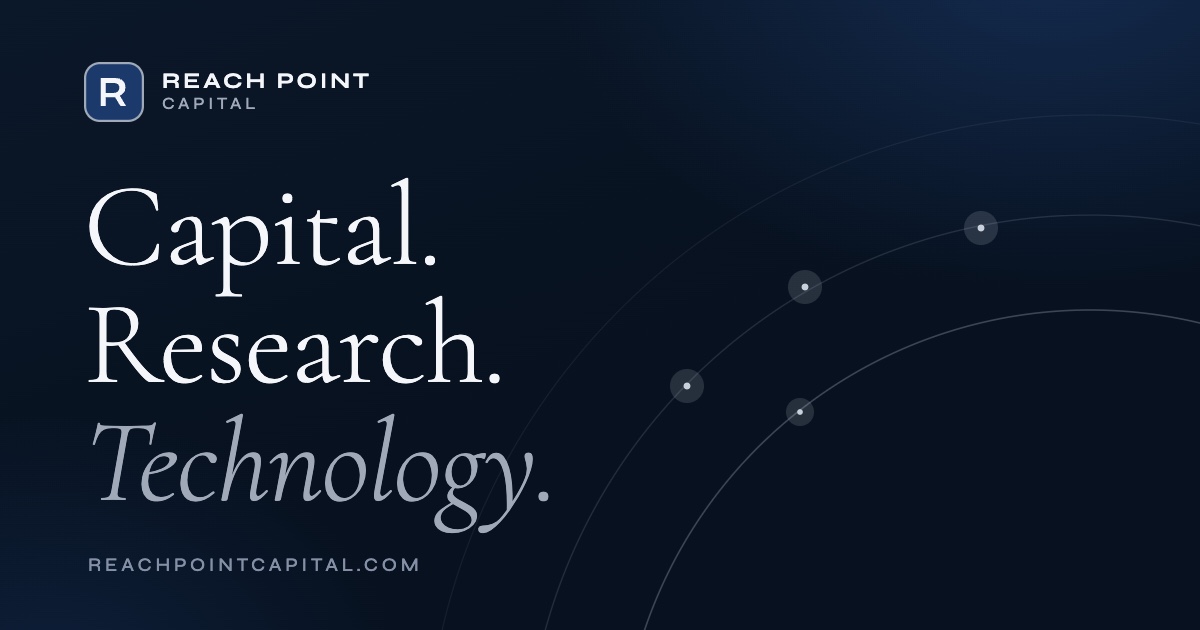 R
REACH POINT
CAPITAL
Capital.
Research.
Technology.
REACHPOINTCAPITAL.COM